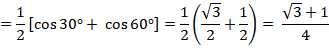 = 1/2 [cos 30° + cos 60°] = 1/2 (√3/2 + 1/2) = (√3 + 1)/4